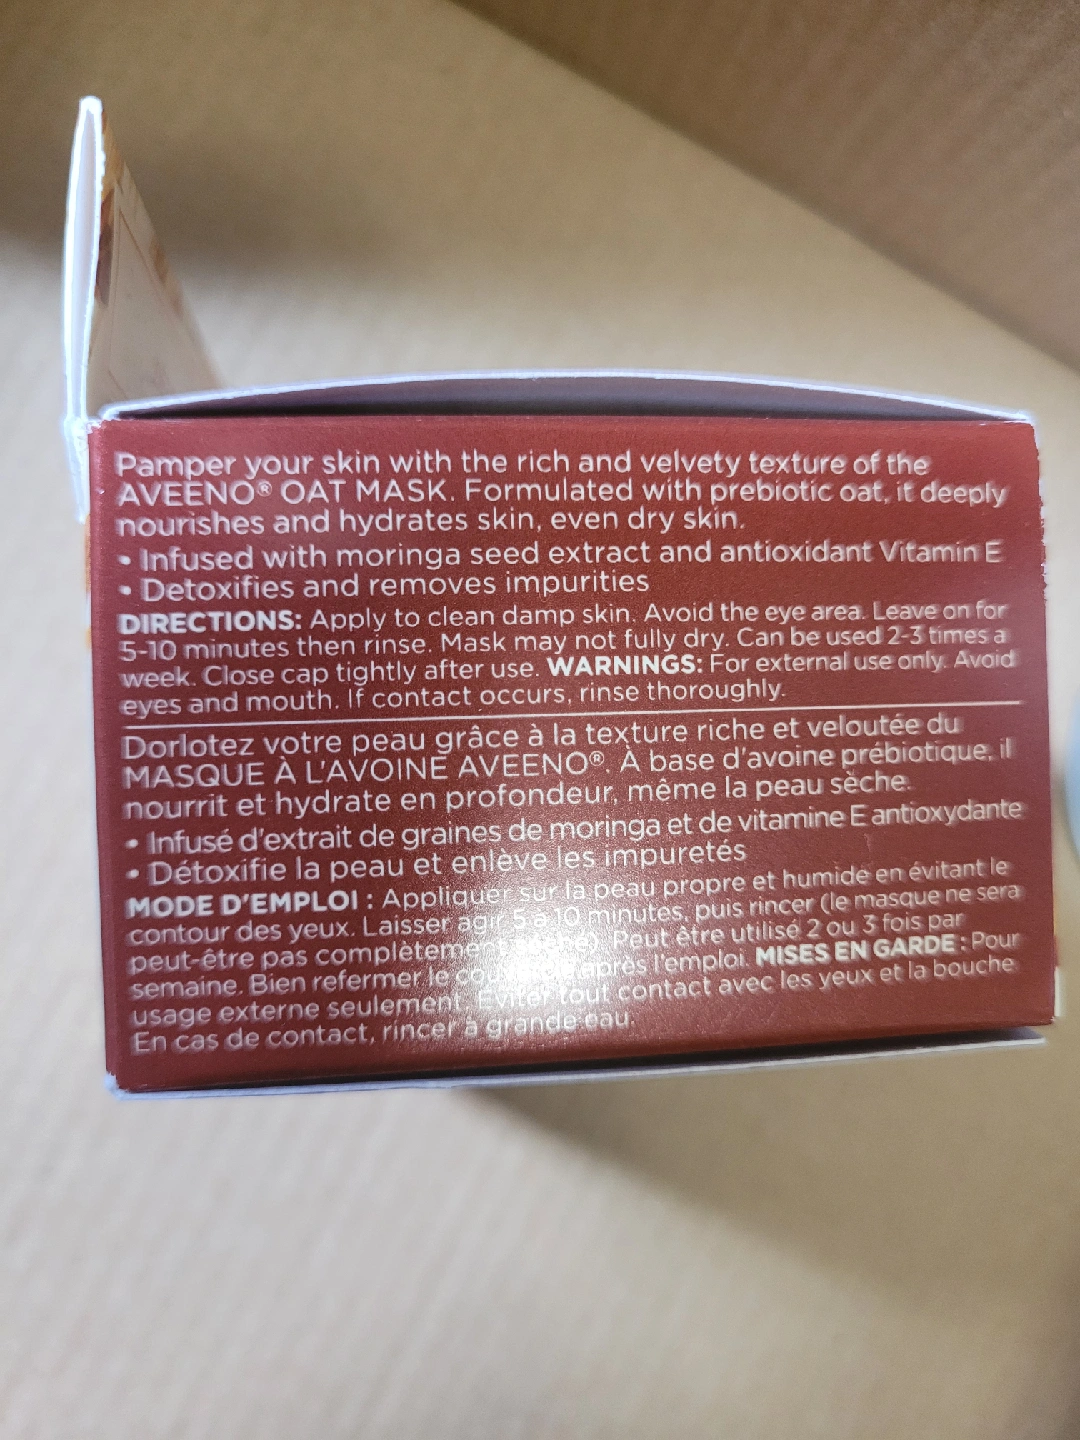 Pamper your skin with the rich and velvety texture of the
AVEENO® OAT MASK. Formulated with prebiotic oat, it deeply
nourishes and hydrates skin, even dry skin.
• Infused with moringa seed extract and antioxidant Vitamin E
• Detoxifies and removes impurities
DIRECTIONS: Apply to clean damp skin. Avoid the eye area. Leave on for
5-10 minutes then rinse. Mask may not fully dry. Can be used 2-3 times a
week. Close cap tightly after use. WARNINGS: For external use only. Avoid
eyes and mouth. If contact occurs, rinse thoroughly.
Dorlotez votre peau grâce à la texture riche et veloutée du
MASQUE À L'AVOINE AVEENO®. À base d'avoine prébiotique, il
nourrit et hydrate en profondeur, même la peau sèche.
• Infusé d'extrait de graines de moringa et de vitamine E antioxydante
• Détoxifie la peau et enlève les impuretés
MODE D'EMPLOI : Appliquer sur la peau propre et humide en évitant le
contour des yeux. Laisser agir 5 à 10 minutes, puis rincer (le masque ne sera
peut-être pas complètement Peut être utilisé 2 ou 3 fois par
semaine. Bien refermer le après l'emploi. MISES EN GARDE : Pour
usage externe seulement. Éviter tout contact avec les yeux et la bouche
En cas de contact, rincer à grande eau.